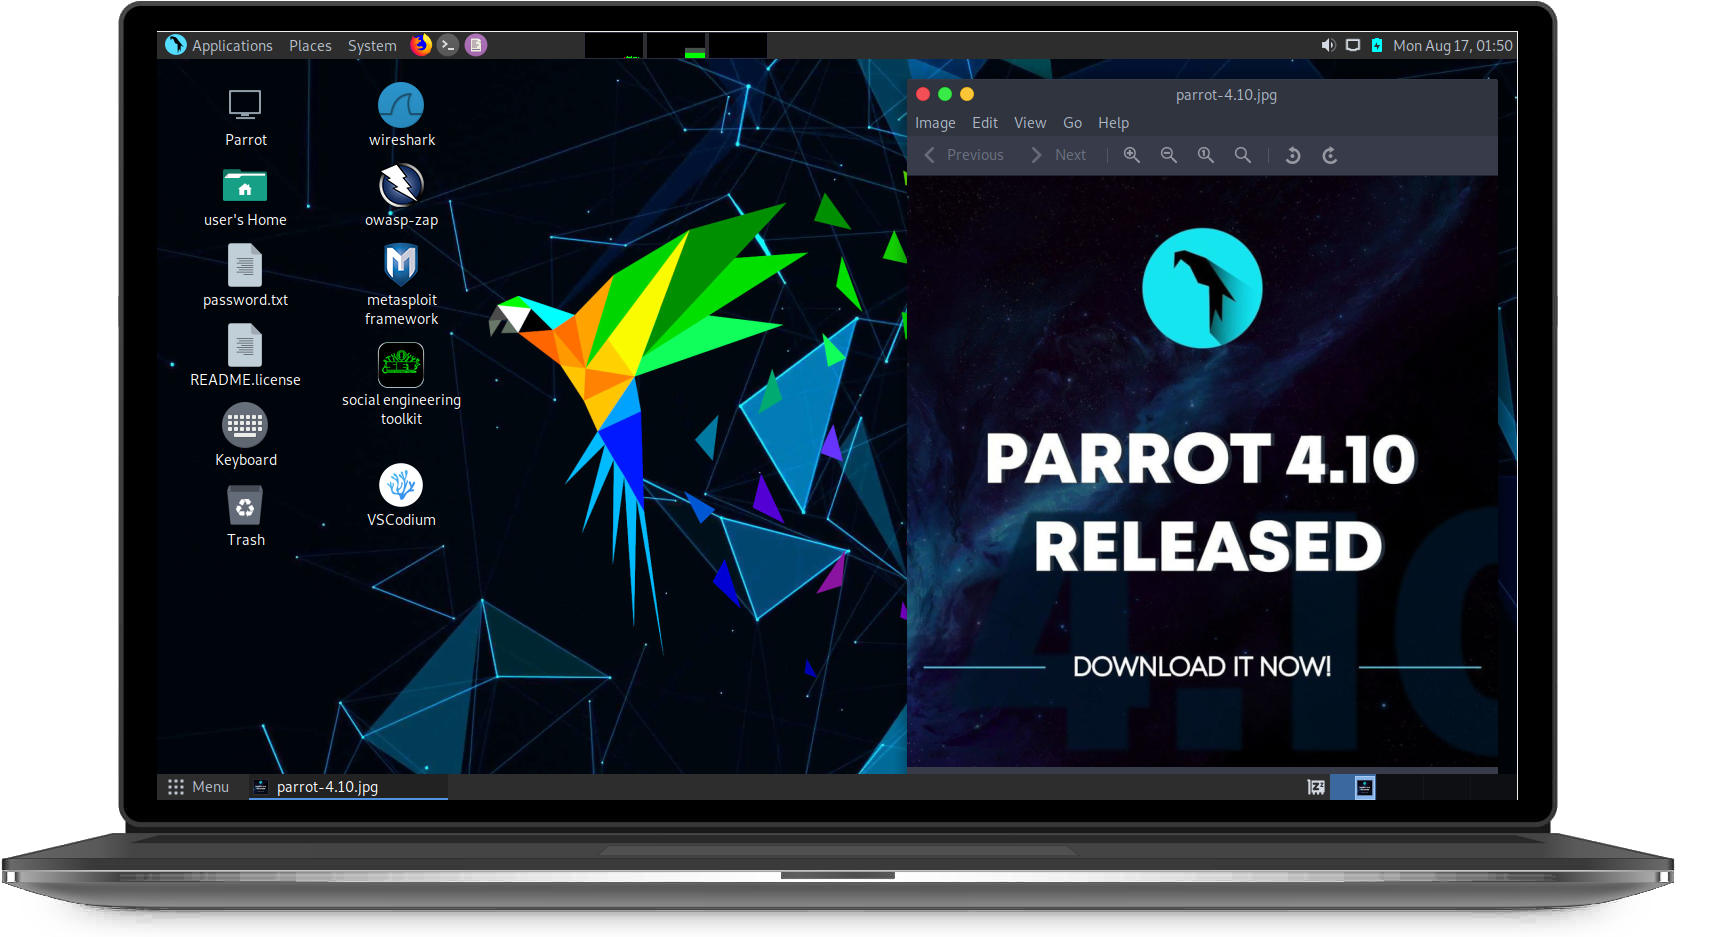 Applications Places System
Mon Aug 17, 01:50
Parrot
user's Home
password.txt
README.license
Keyboard
Trash
wireshark
owasp-zap
metasploit
framework
social engineering
toolkit
VSCodium
parrot-4.10.jpg
Image Edit View Go Help
Previous Next
PARROT 4.10
RELEASED
4.10
DOWNLOAD IT NOW!
Menu
parrot-4.10.jpg